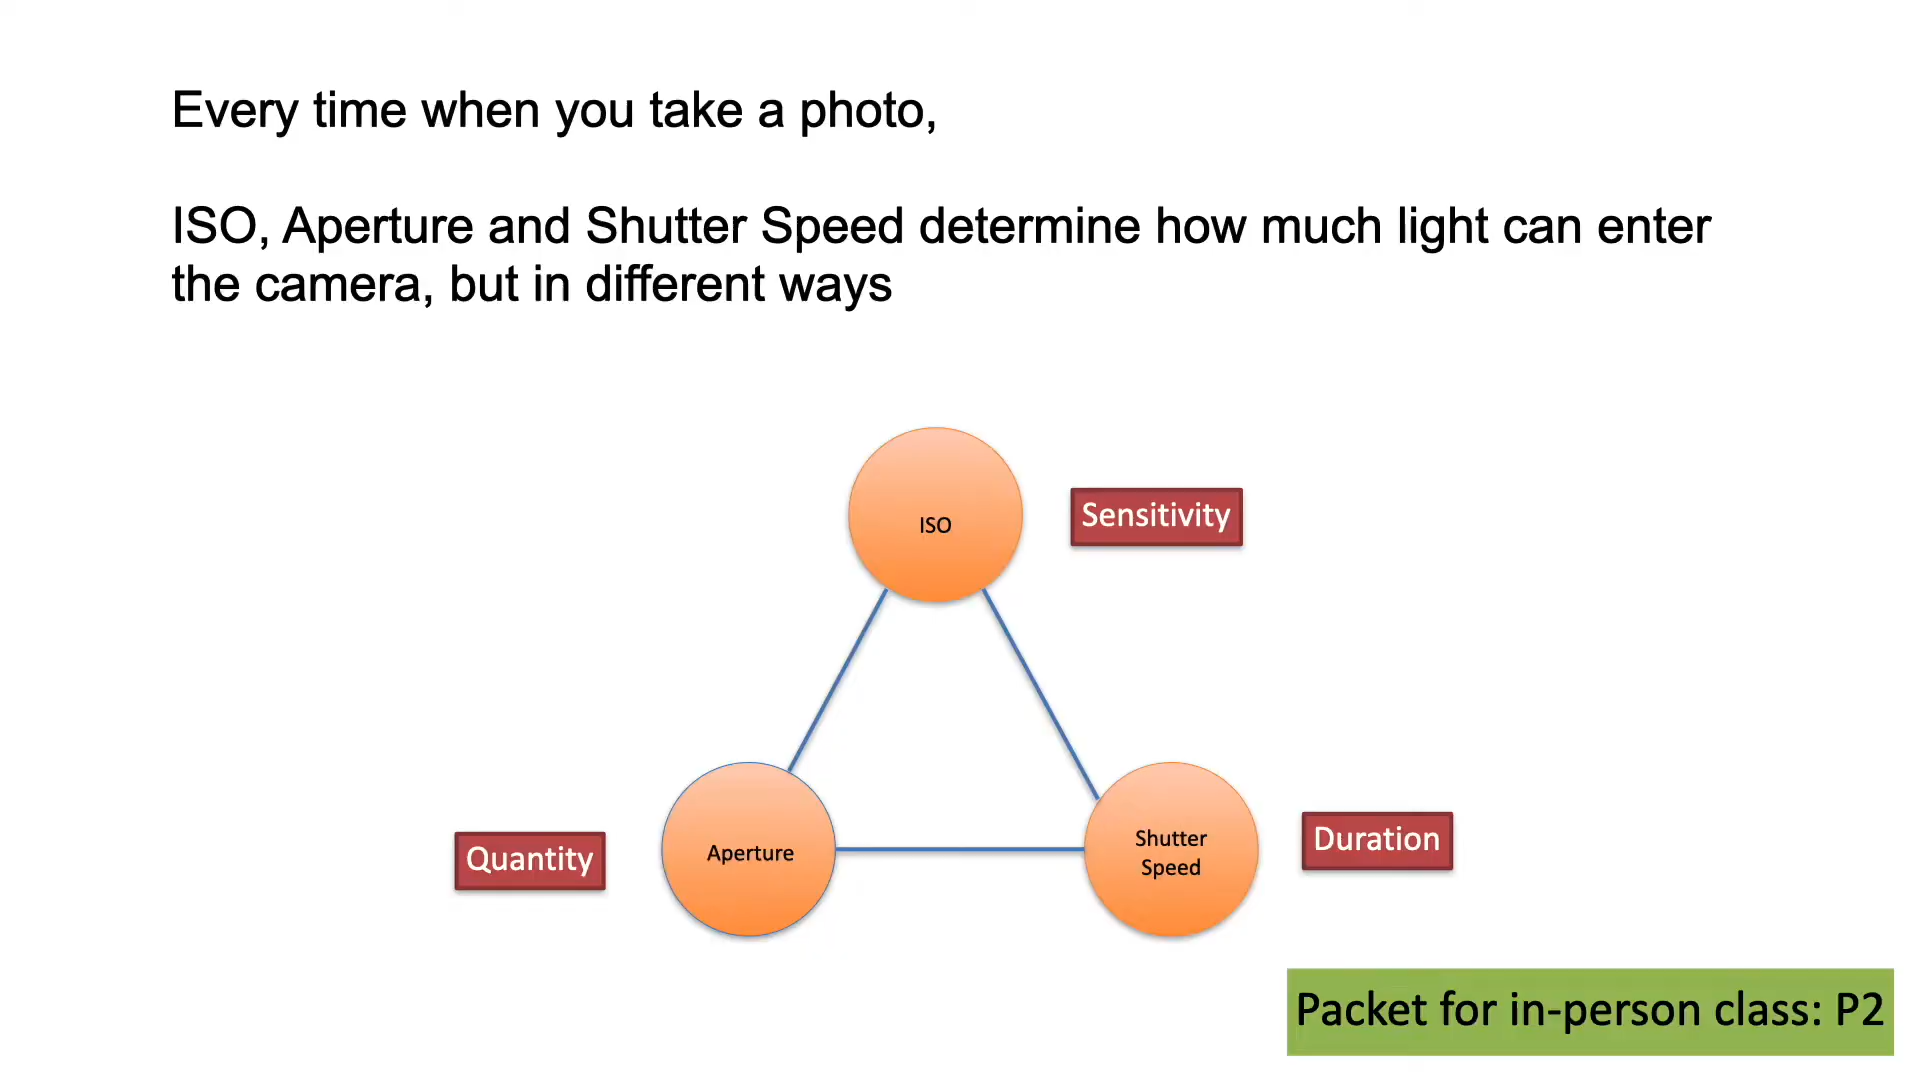 Every time when you take a photo,
ISO, Aperture and Shutter Speed determine how much light can enter
the camera, but in different ways
ISO
Sensitivity
Quantity
Aperture
Shutter
Speed
Duration
Packet for in-person class: P2